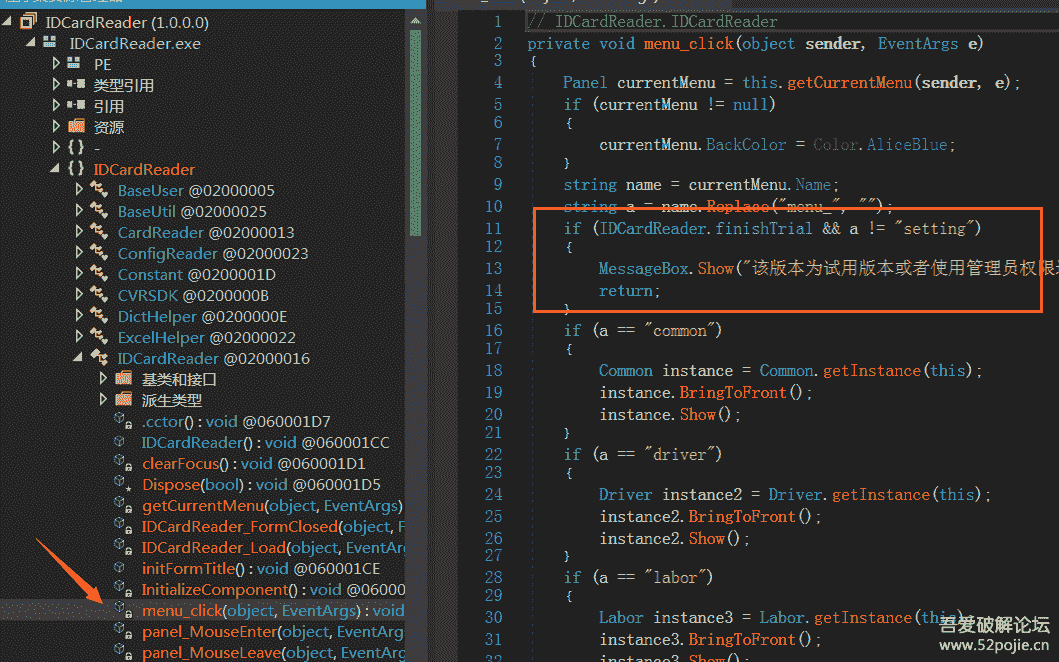 IDCardReader (1.0.0.0)
IDCardReader.exe
PE
类型引用
引用
资源
{ } -
{ } IDCardReader
BaseUser @02000005
BaseUtil @02000025
CardReader @02000013
ConfigReader @02000023
Constant @0200001D
CVRSDK @0200000B
DictHelper @0200000E
ExcelHelper @02000022
IDCardReader @02000016
基类和接口
派生类型
.cctor() : void @060001D7
IDCardReader() : void @060001CC
clearFocus() : void @060001D1
Dispose(bool) : void @060001D5
getCurrentMenu(object, EventArgs)
IDCardReader_FormClosed(object,
IDCardReader_Load(object, EventAr
initFormTitle() : void @060001CE
InitializeComponent() : void @06000
menu_click(object, EventArgs) : void
panel_MouseEnter(object, EventArg
panel_MouseLeave(object, EventArg
1 // IDCardReader.IDCardReader
2 private void menu_click(object sender, EventArgs e)
3 {
4 Panel currentMenu = this.getCurrentMenu(sender, e);
5 if (currentMenu != null)
6 {
7 currentMenu.BackColor = Color.AliceBlue;
8 }
9 string name = currentMenu.Name;
10 string a = name.Replace("menu_", "");
11 if (IDCardReader.finishTrial && a != "setting")
12 {
13 MessageBox.Show("该版本为试用版本或者使用管理员权限
14 return;
15 }
16 if (a == "common")
17 {
18 Common instance = Common.getInstance(this);
19 instance.BringToFront();
20 instance.Show();
21 }
22 if (a == "driver")
23 {
24 Driver instance2 = Driver.getInstance(this);
25 instance2.BringToFront();
26 instance2.Show();
27 }
28 if (a == "labor")
29 {
30 Labor instance3 = Labor.getInstance(this);
31 instance3.BringToFront();
32 instance3.Show();
吾爱破解论坛
www.52pojie.cn